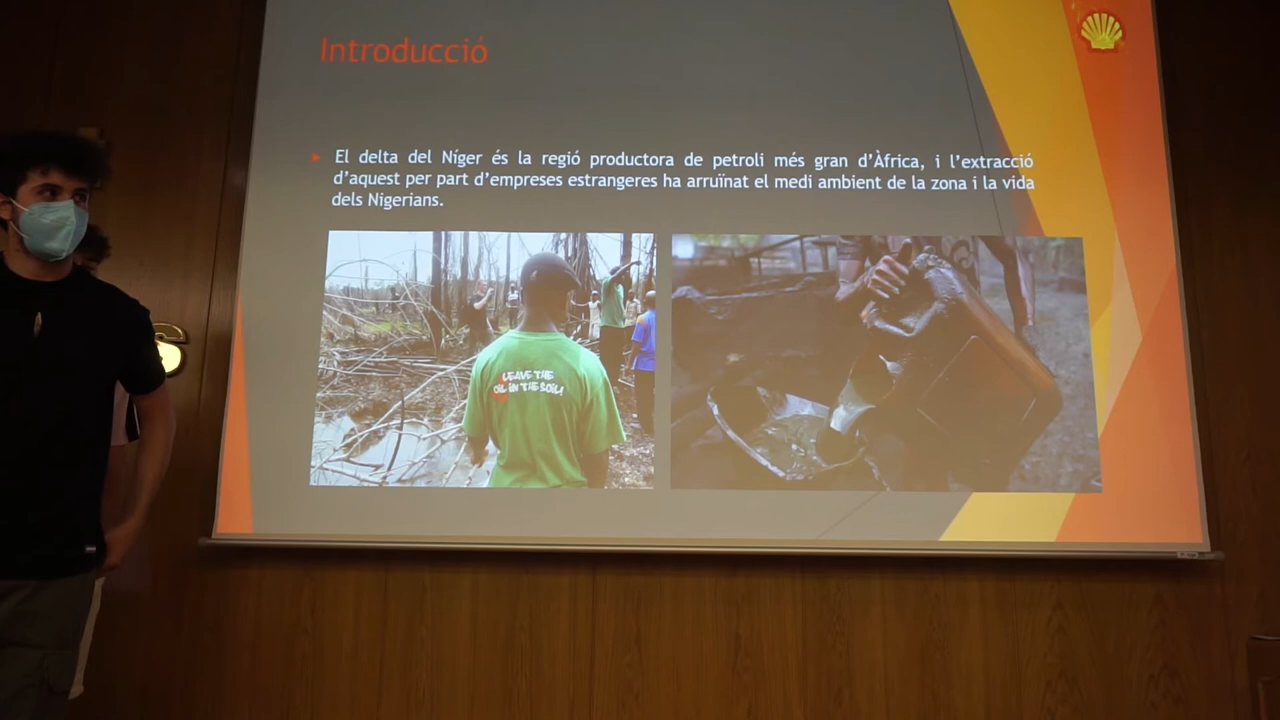 Introducció
El delta del Níger és la regió productora de petroli més gran d'Àfrica, i l'extracció
d'aquest per part d'empreses estrangeres ha arruïnat el medi ambient de la zona i la vida
dels Nigerians.
LEAVE THE
OIL IN THE SOIL!